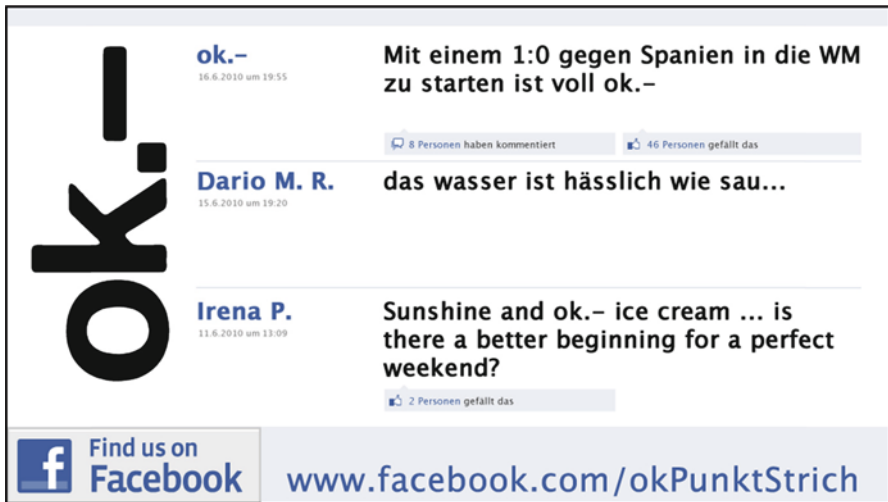 ok.–
ok.–
16.6.2010 um 19:55
Mit einem 1:0 gegen Spanien in die WM
zu starten ist voll ok.–
8 Personen haben kommentiert
46 Personen gefällt das
Dario M. R.
15.6.2010 um 19:20
das wasser ist hässlich wie sau...
Irena P.
11.6.2010 um 13:09
Sunshine and ok.– ice cream ... is
there a better beginning for a perfect
weekend?
2 Personen gefällt das
f
Find us on
Facebook
www.facebook.com/okPunktStrich